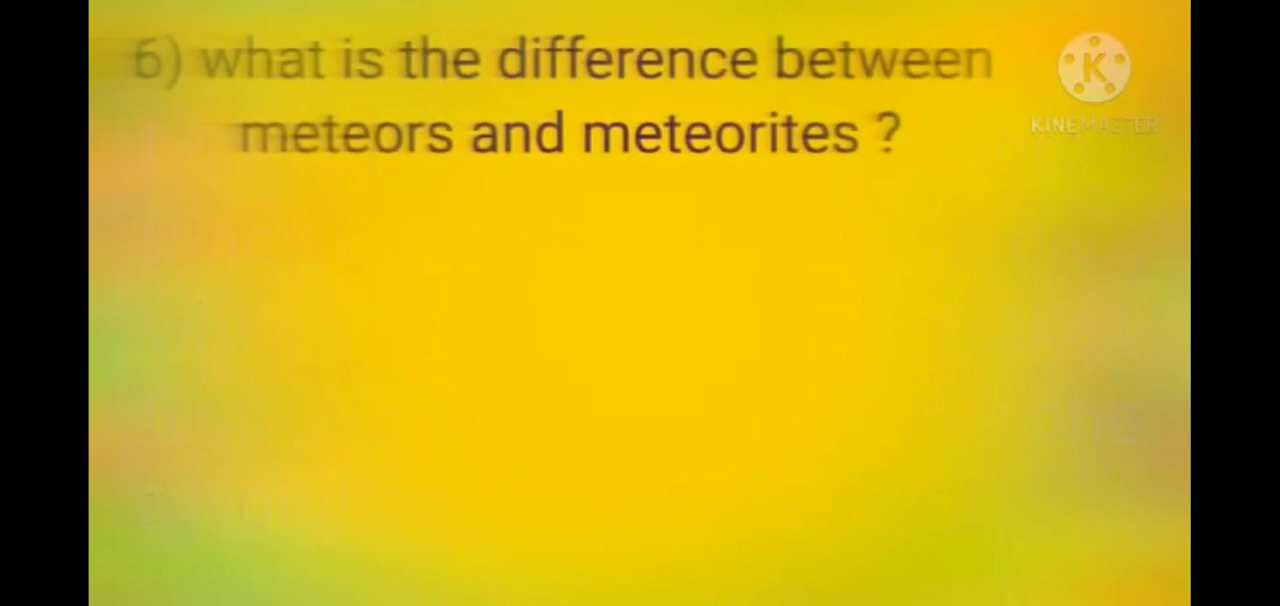 6) what is the difference between
meteors and meteorites ?
KINEMASTER